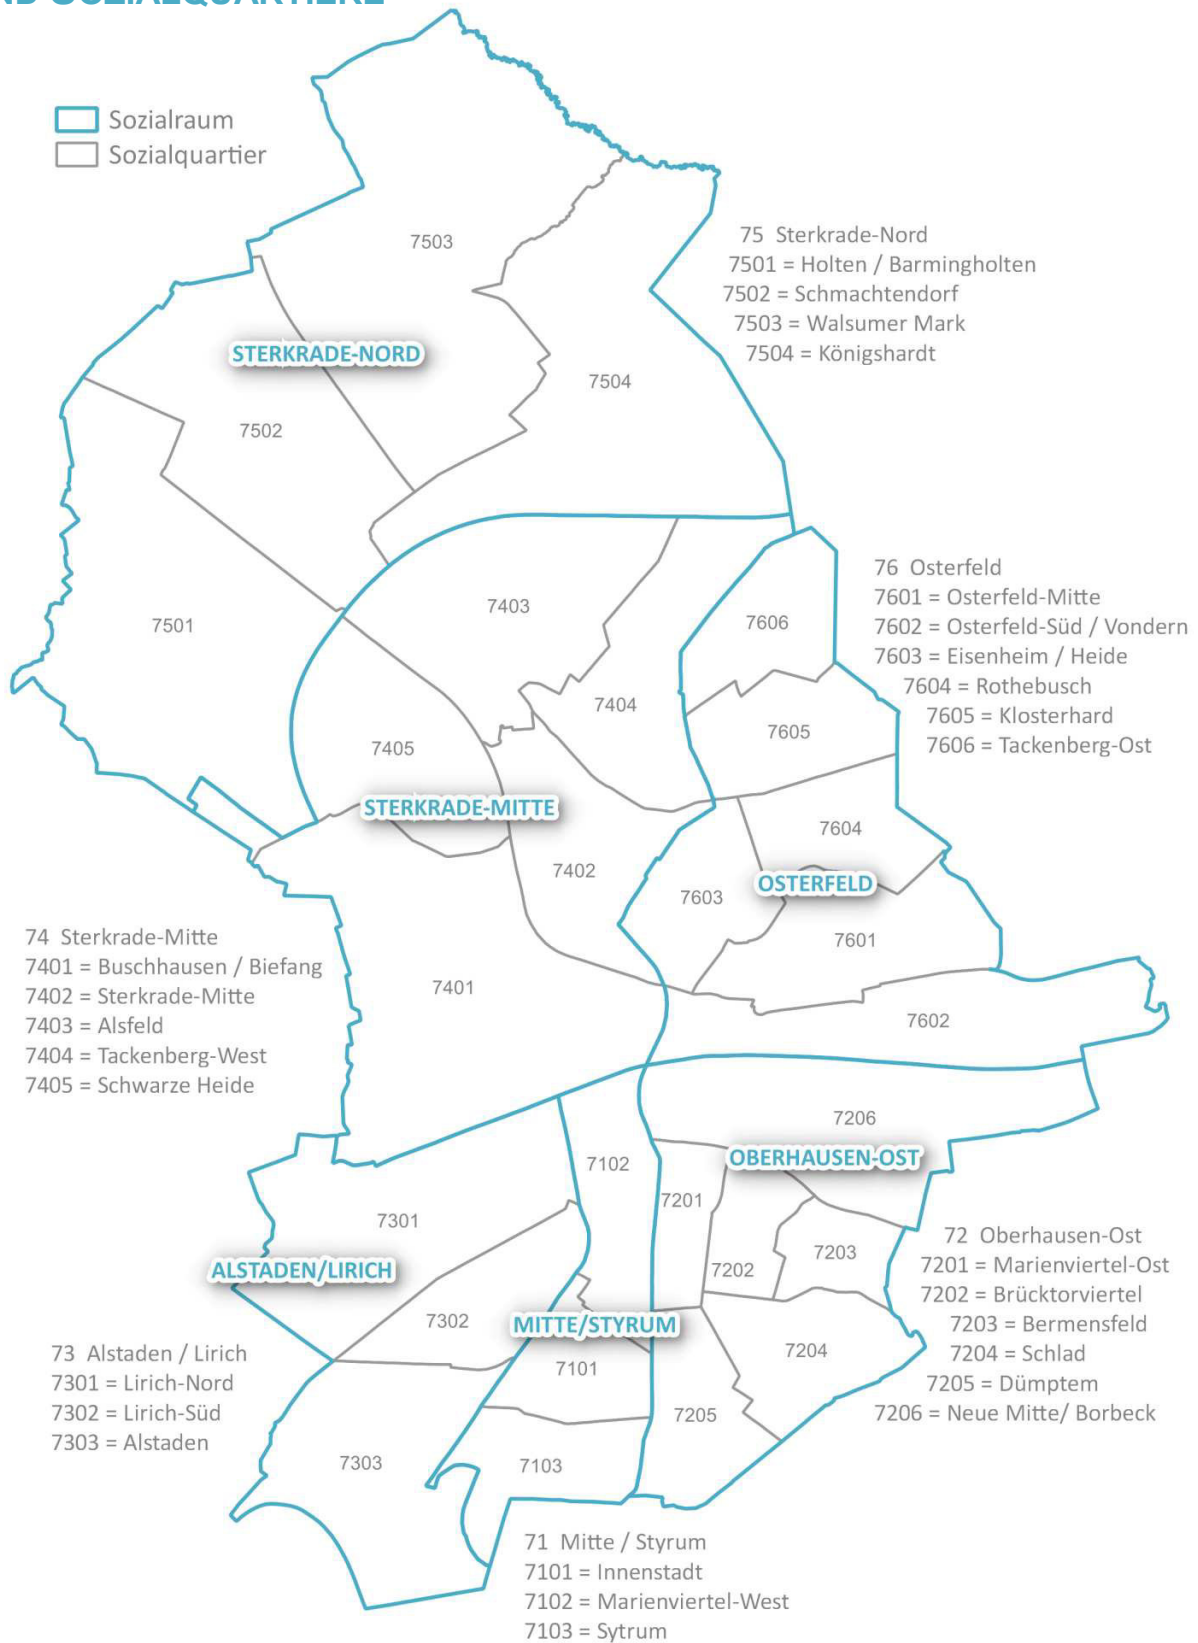 Sozialraum
Sozialquartier
7503
75 Sterkrade-Nord
7501 = Holten / Barmingholten
7502 = Schmachtendorf
7503 = Walsumer Mark
7504 = Königshardt
STERKRADE-NORD
7504
7502
76 Osterfeld
7601 = Osterfeld-Mitte
7602 = Osterfeld-Süd / Vondern
7603 = Eisenheim / Heide
7604 = Rothebusch
7605 = Klosterhard
7606 = Tackenberg-Ost
7403
7501
7606
7404
7605
7405
STERKRADE-MITTE
7604
7402
OSTERFELD
7603
7601
74 Sterkrade-Mitte
7401 = Buschhausen / Biefang
7402 = Sterkrade-Mitte
7403 = Alsfeld
7404 = Tackenberg-West
7405 = Schwarze Heide
7401
7602
7206
OBERHAUSEN-OST
7102
7201
7301
7203
7202
ALSTADEN/LIRICH
72 Oberhausen-Ost
7201 = Marienviertel-Ost
7202 = Brücktorviertel
7203 = Bermensfeld
7204 = Schlad
7205 = Dümptem
7206 = Neue Mitte/ Borbeck
7302
MITTE/STYRUM
7204
7101
73 Alstaden / Lirich
7301 = Lirich-Nord
7302 = Lirich-Süd
7303 = Alstaden
7205
7303
7103
71 Mitte / Styrum
7101 = Innenstadt
7102 = Marienviertel-West
7103 = Sytrum